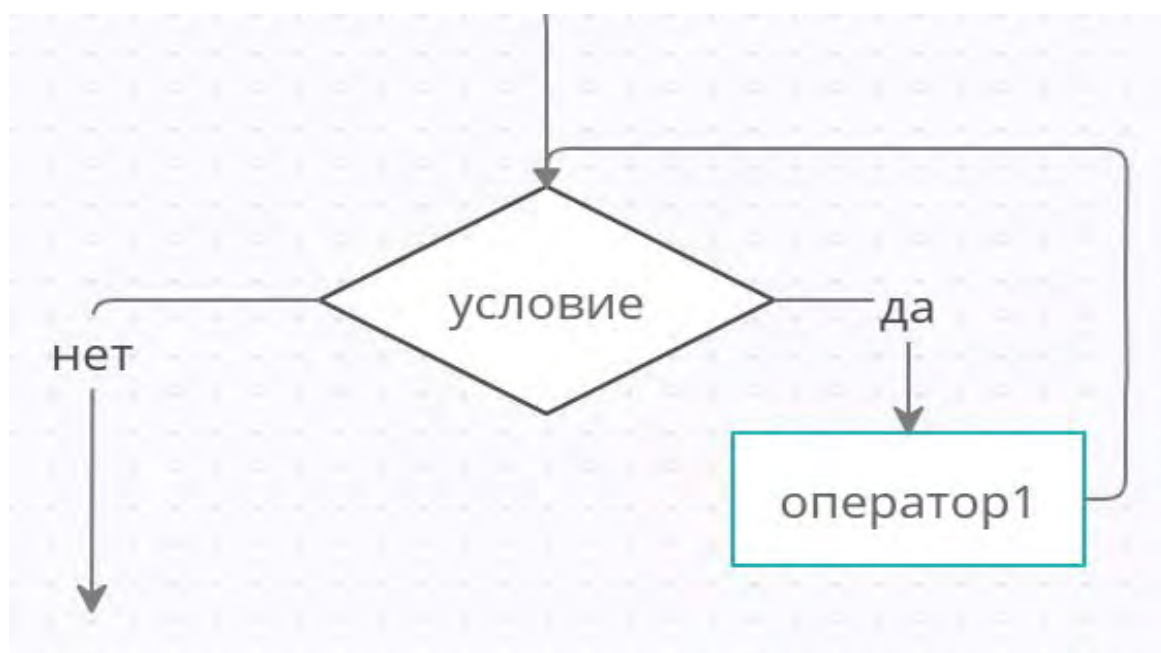 условие
да
нет
оператор1